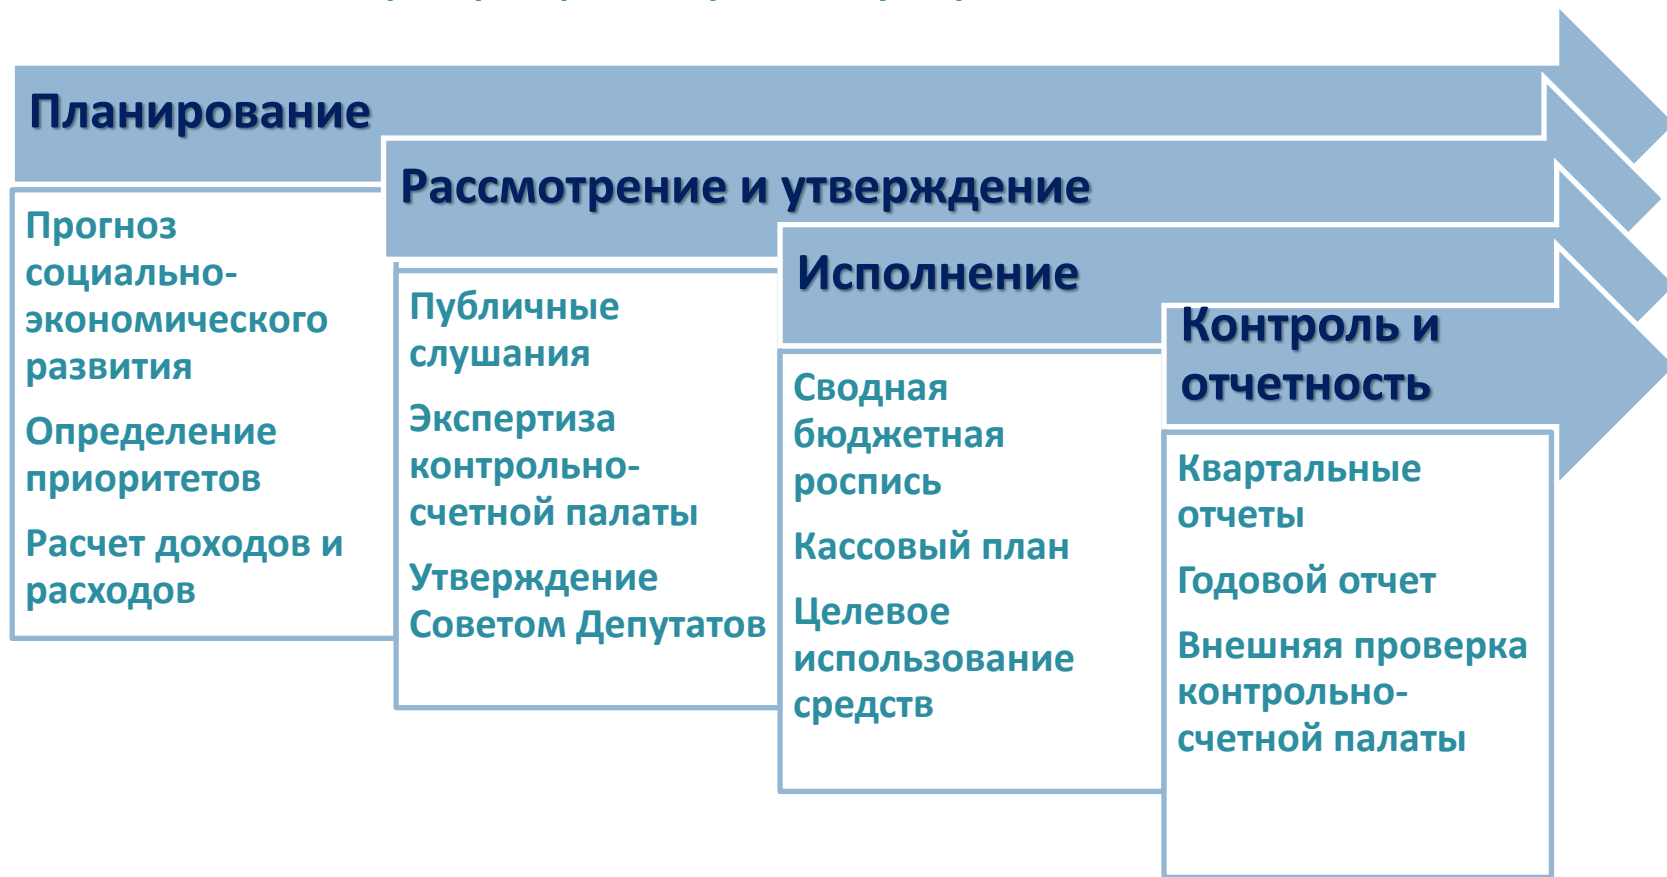 Планирование
Прогноз
социально-
экономического
развития
Определение
приоритетов
Расчет доходов и
расходов
Рассмотрение и утверждение
Публичные
слушания
Экспертиза
контрольно-
счетной палаты
Утверждение
Советом Депутатов
Исполнение
Сводная
бюджетная
роспись
Кассовый план
Целевое
использование
средств
Контроль и
отчетность
Квартальные
отчеты
Годовой отчет
Внешняя проверка
контрольно-
счетной палаты